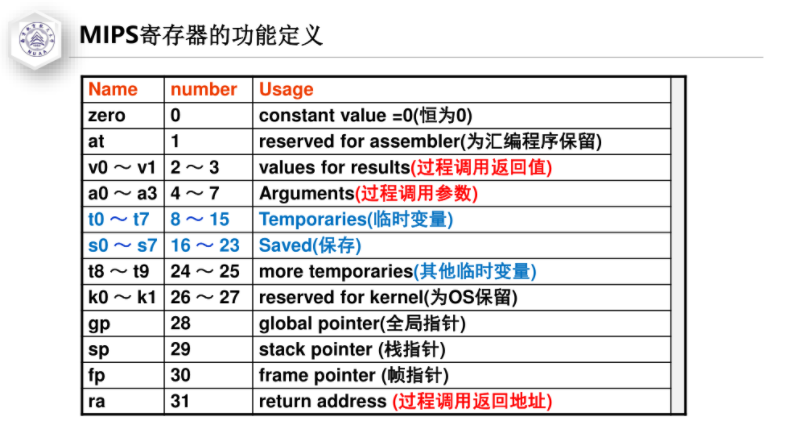 MIPS寄存器的功能定义
Name number Usage
zero 0 constant value =0(恒为0)
at 1 reserved for assembler(为汇编程序保留)
v0 ～ v1 2 ～ 3 values for results(过程调用返回值)
a0 ～ a3 4 ～ 7 Arguments(过程调用参数)
t0 ～ t7 8 ～ 15 Temporaries(临时变量)
s0 ～ s7 16 ～ 23 Saved(保存)
t8 ～ t9 24 ～ 25 more temporaries(其他临时变量)
k0 ～ k1 26 ～ 27 reserved for kernel(为OS保留)
gp 28 global pointer(全局指针)
sp 29 stack pointer (栈指针)
fp 30 frame pointer (帧指针)
ra 31 return address (过程调用返回地址)